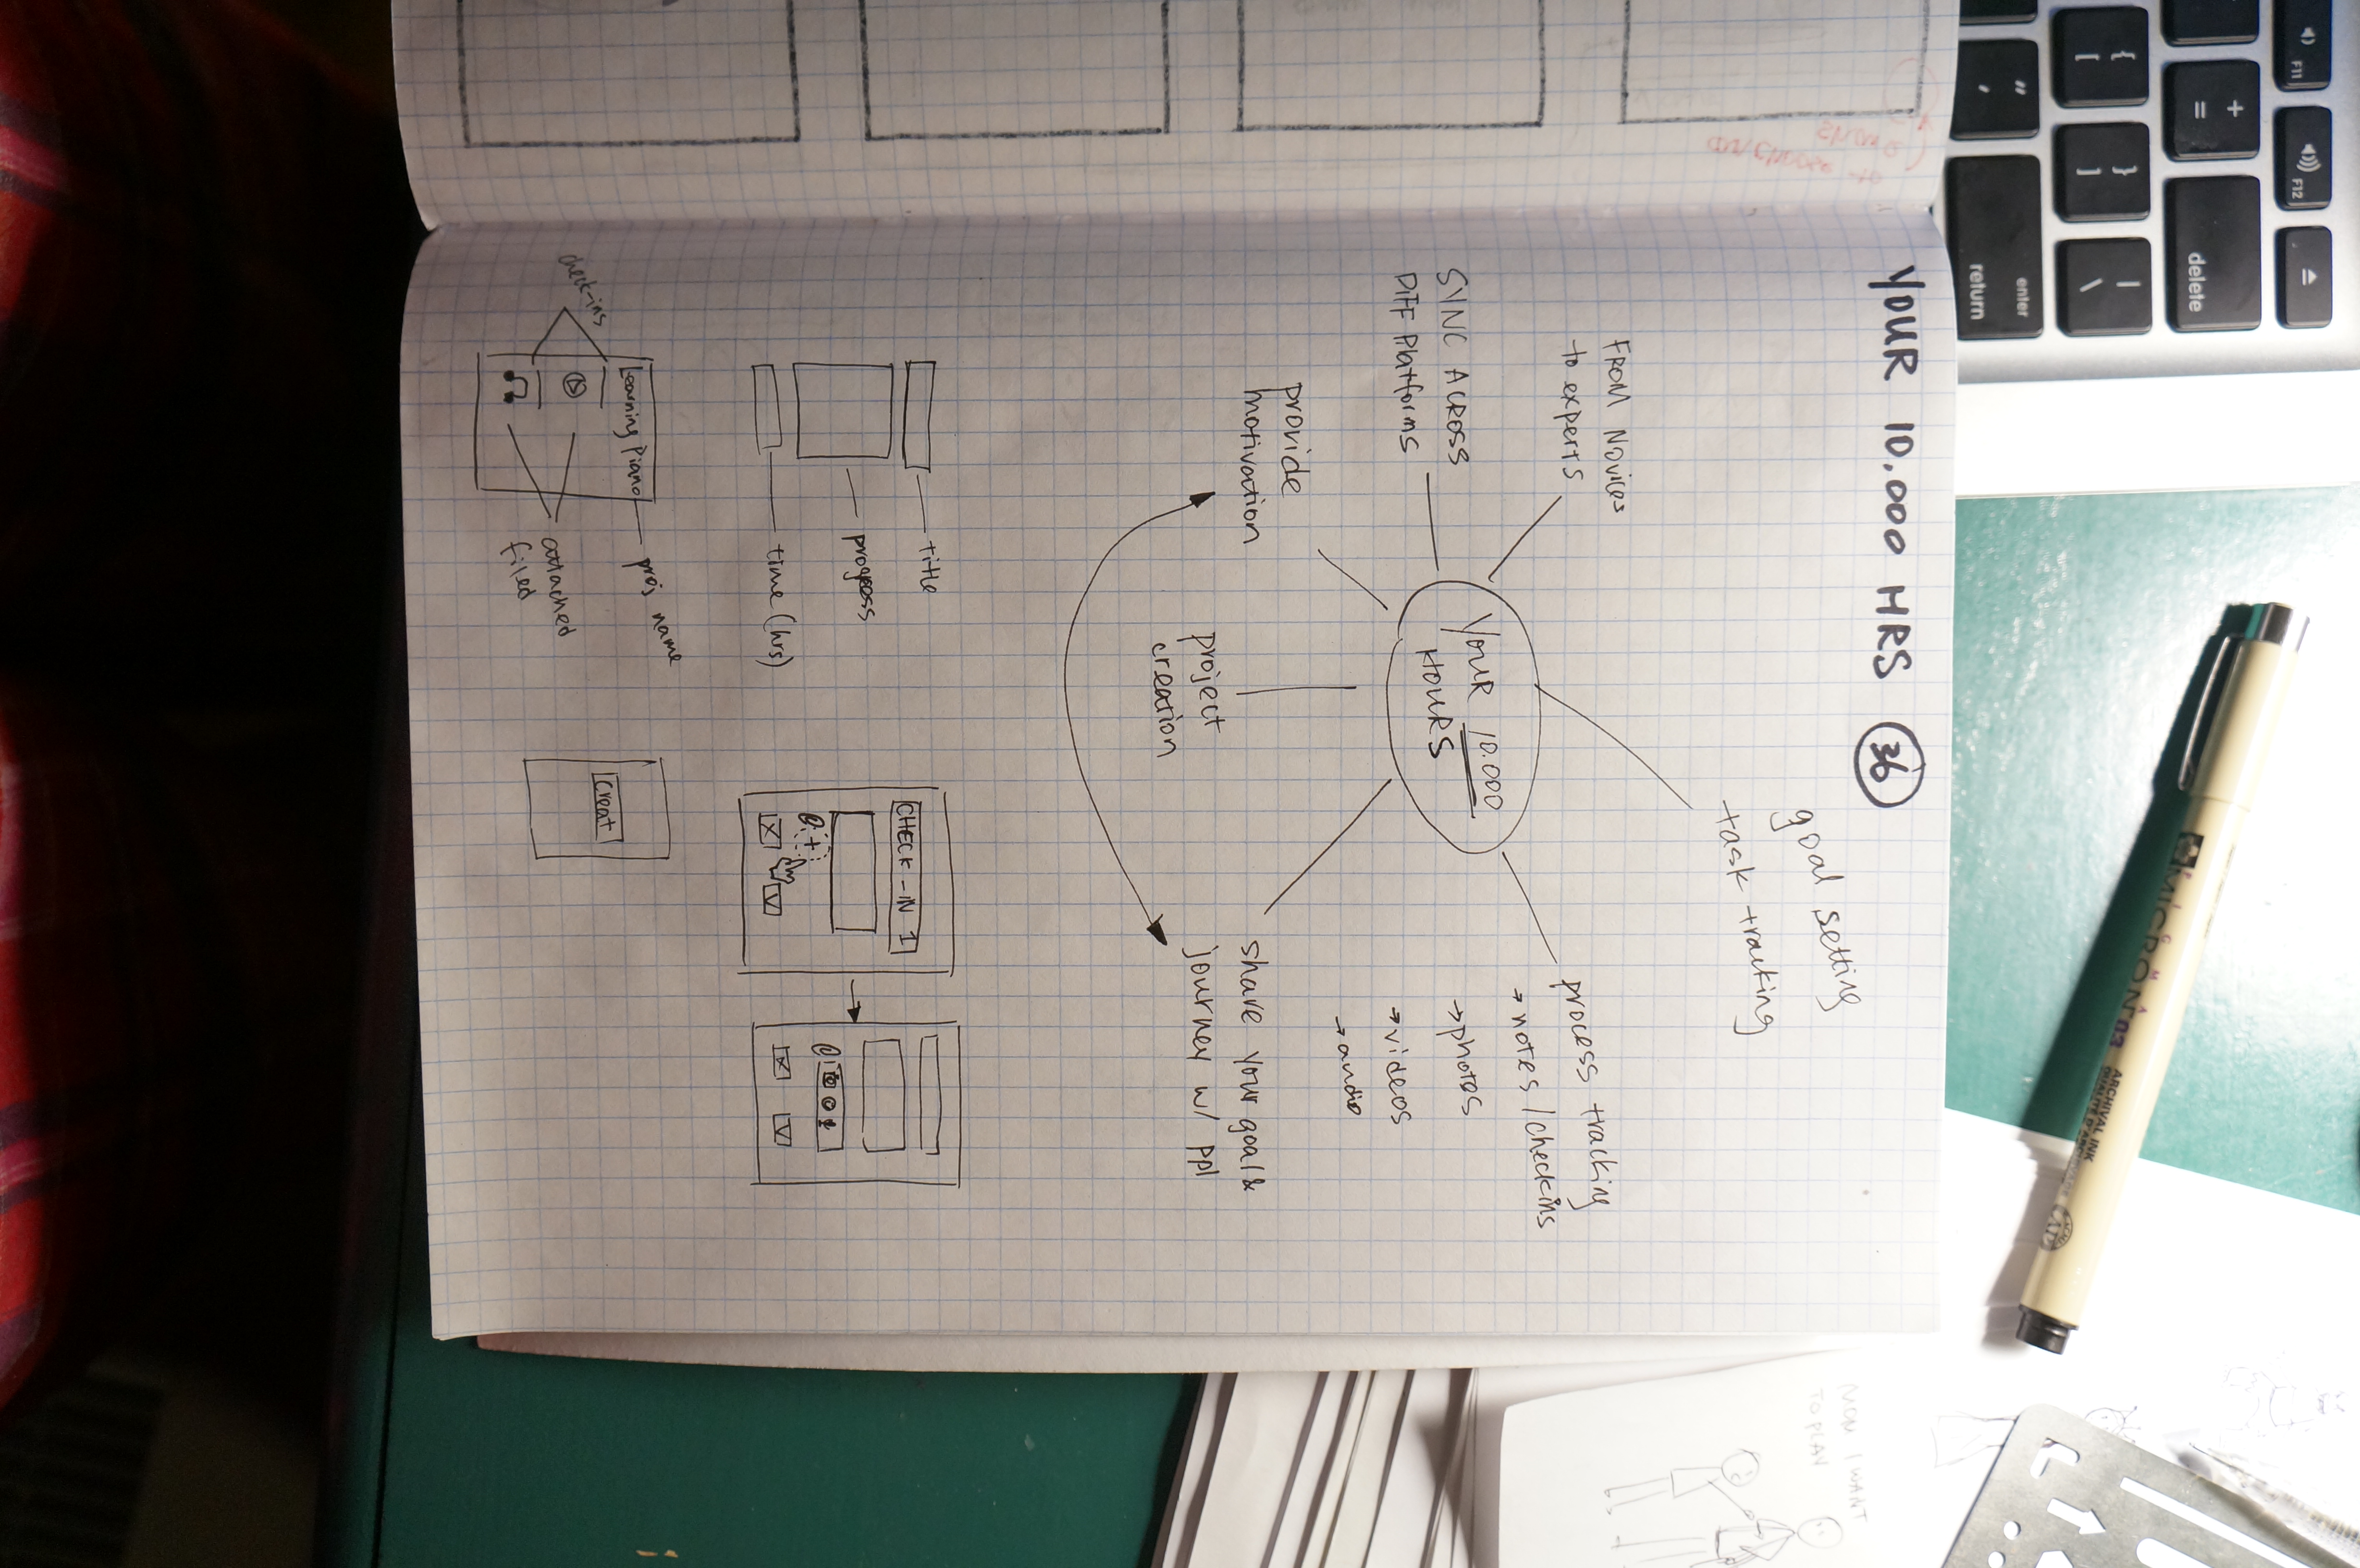 YOUR 10.000 HRS 36
goal setting
task tracking
FROM Novices
to experts
process tracking
→ notes / checkins
→ photos
→ videos
→ audio
SYNC ACROSS
DIFF Platforms
YOUR 10.000
HOURS
provide
motivation
project
creation
share your goal &
journey w/ ppl
title
progress
time (hrs)
CHECK-IN 1
check-ins
Learning Piano
proj name
attached
filed
Creat
F11
F12
{
[
}
]
|
\
+
=
"
'
delete
enter
return
MICRON
ARCHIVAL INK
NOW I WANT
TO PLAN